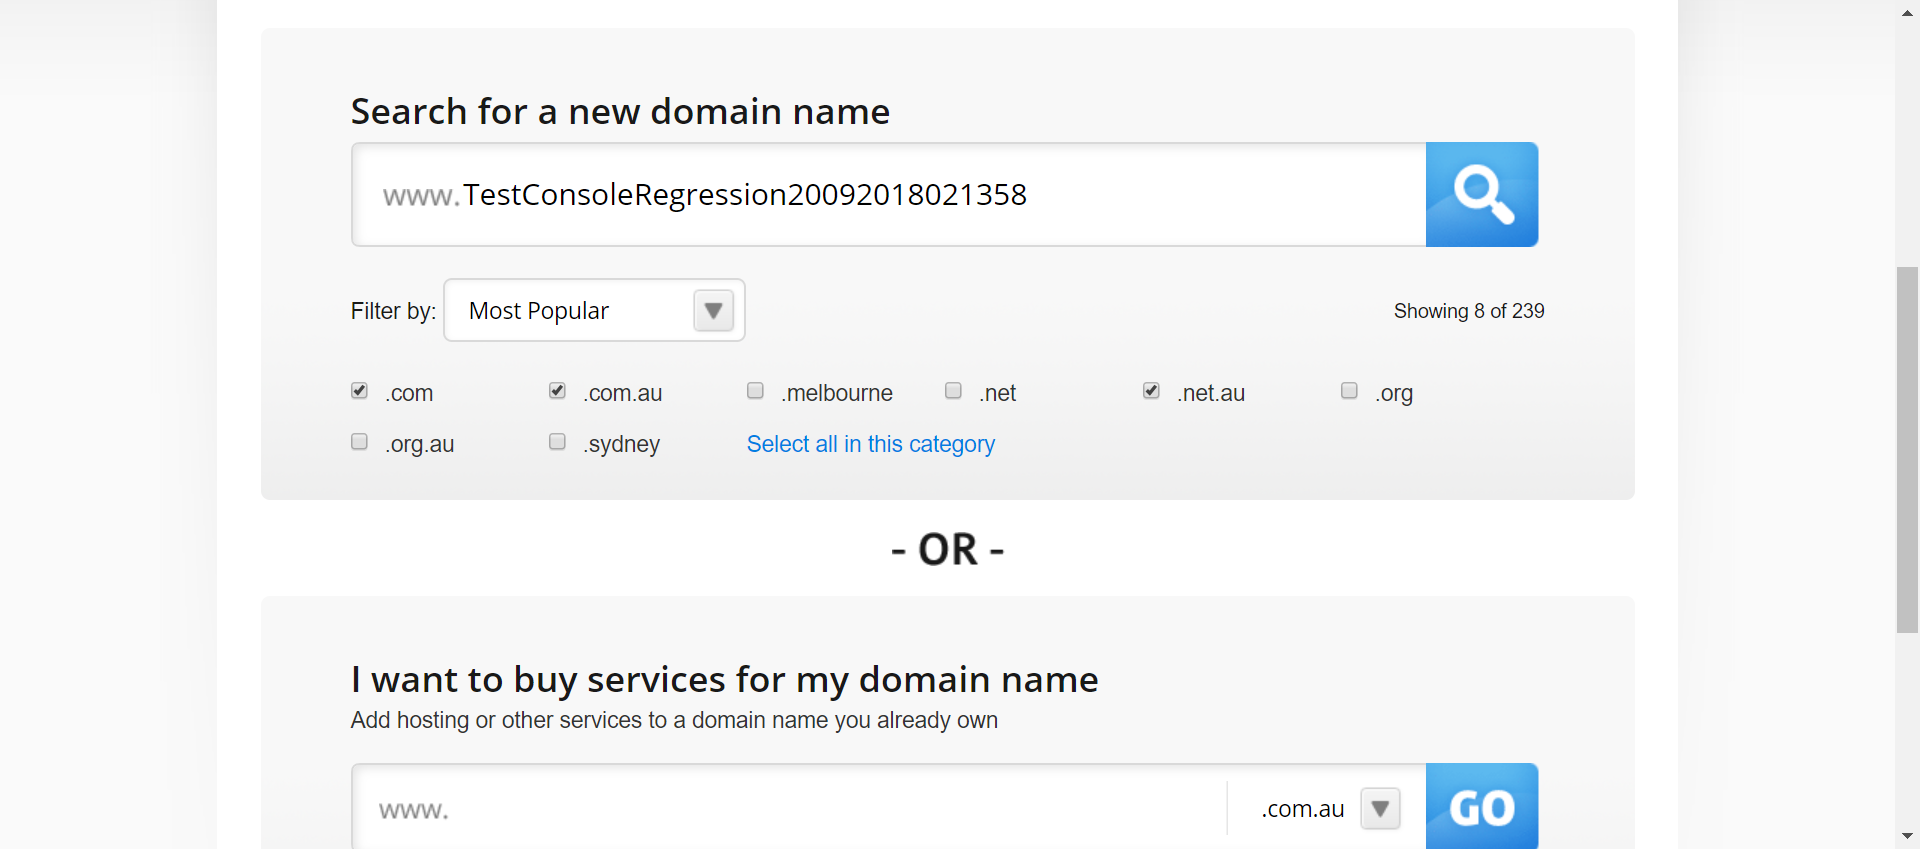 Search for a new domain name
www.TestConsoleRegression20092018021358
Filter by: Most Popular Showing 8 of 239
.com .com.au .melbourne .net .net.au .org
.org.au .sydney Select all in this category
- OR -
I want to buy services for my domain name
Add hosting or other services to a domain name you already own
www. .com.au GO